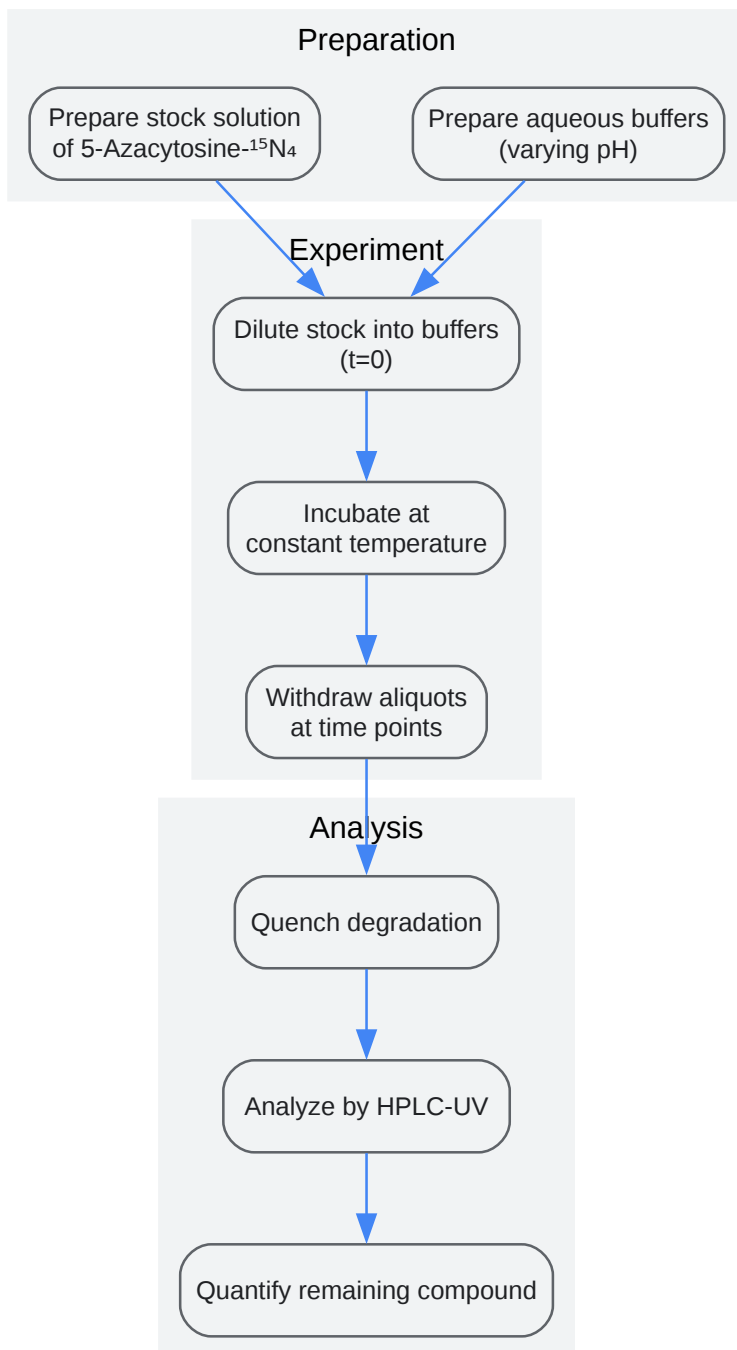 Preparation
Prepare stock solution
of 5-Azacytosine-¹⁵N₄
Prepare aqueous buffers
(varying pH)
Experiment
Dilute stock into buffers
(t=0)
Incubate at
constant temperature
Withdraw aliquots
at time points
Analysis
Quench degradation
Analyze by HPLC-UV
Quantify remaining compound